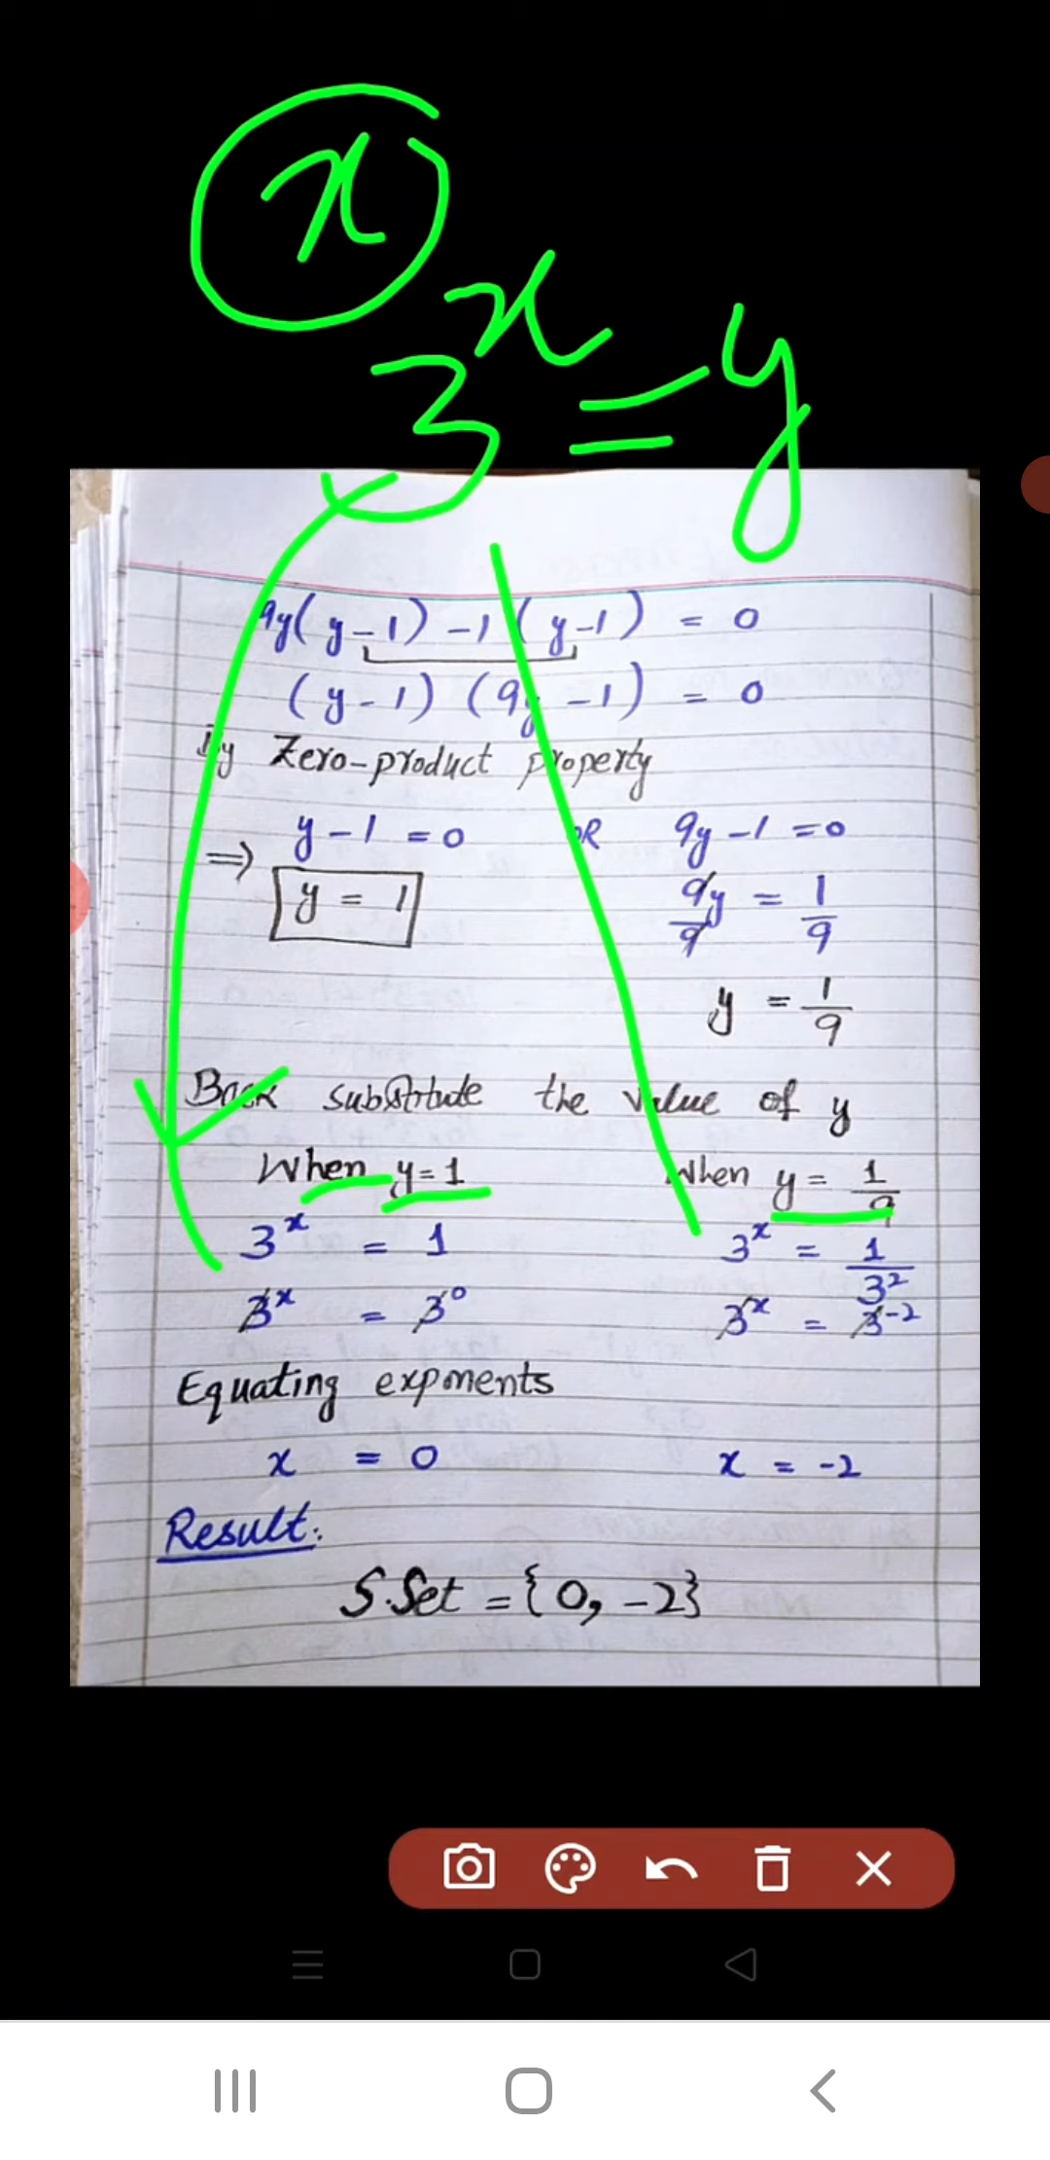 x
3^x = y
9y(y-1) -1(y-1) = 0
(y-1) (9y -1) = 0
By Zero-product property
⇒ y-1 = 0 OR 9y -1 = 0
y = 1 9y/9 = 1/9
y = 1/9
Back substitute the value of y
When y=1 When y = 1/9
3^x = 1 3^x = 1/3^2
3^x = 3^0 3^x = 3^-2
Equating expments
x = 0 x = -2
Result:
S.Set = {0, -2}